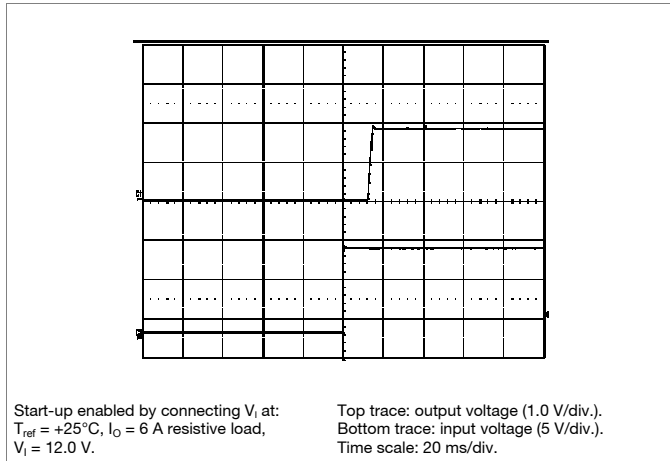 Start-up enabled by connecting V_I at:
T_ref = +25°C, I_O = 6 A resistive load,
V_I = 12.0 V.
Top trace: output voltage (1.0 V/div.).
Bottom trace: input voltage (5 V/div.).
Time scale: 20 ms/div.